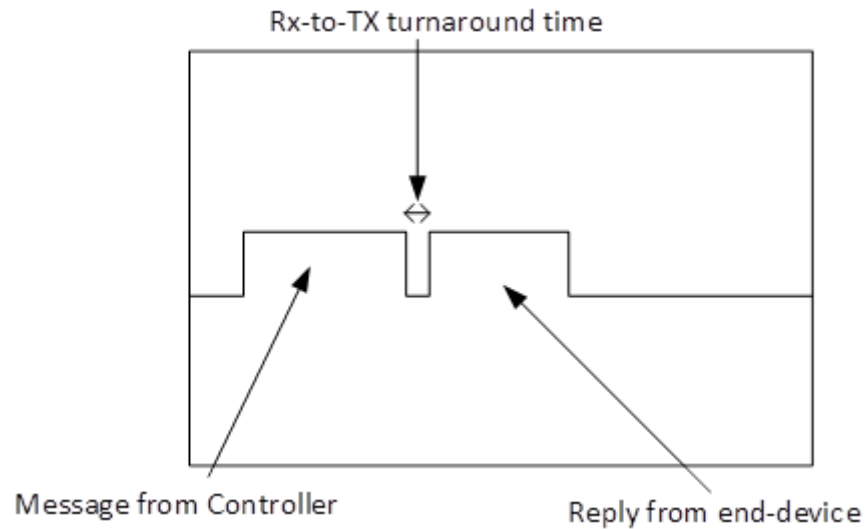 Rx-to-TX turnaround time
Message from Controller
Reply from end-device